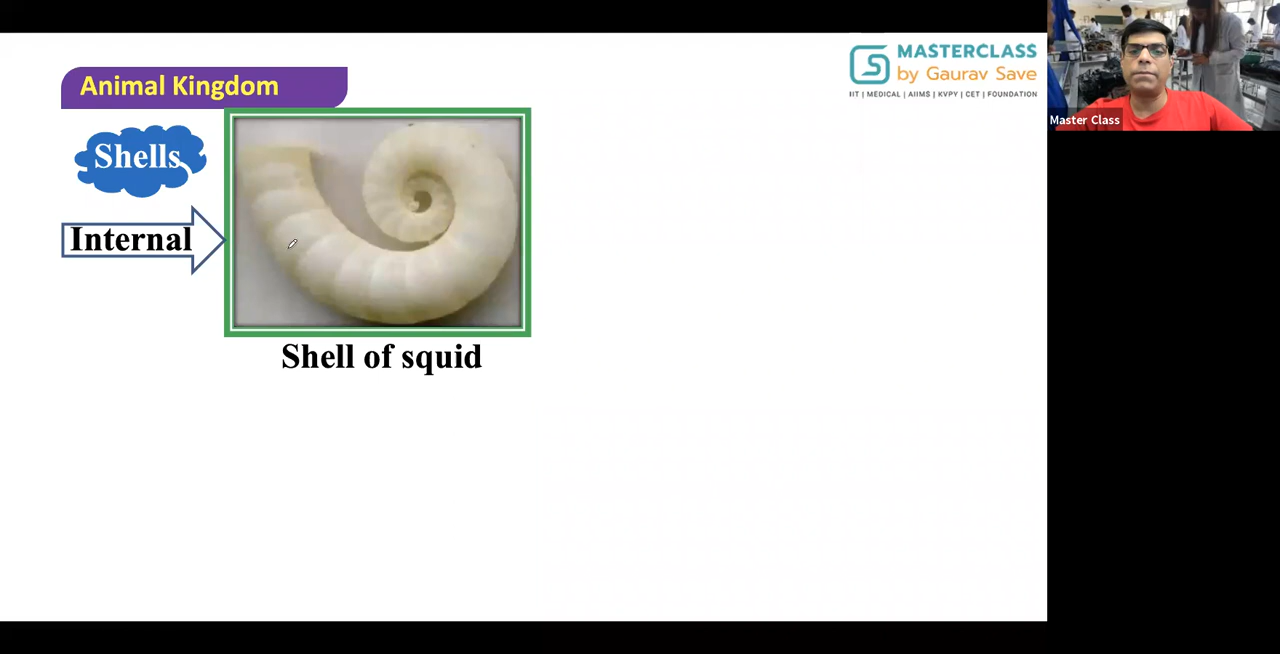 MASTERCLASS
by Gaurav Save
IIT | MEDICAL | AIIMS | KVPY | CET | FOUNDATION
Animal Kingdom
Master Class
Shells
Internal
Shell of squid